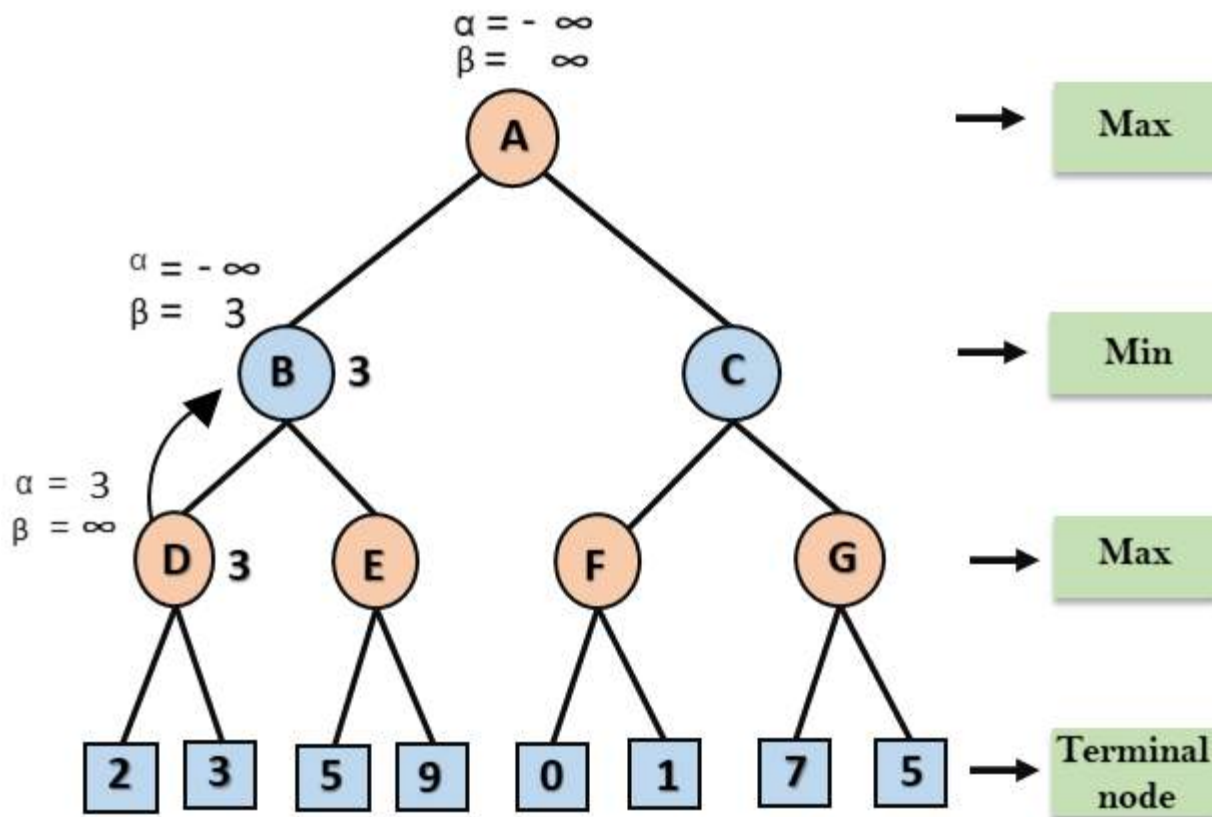 α = - ∞
β = ∞
A
Max
α = - ∞
β = 3
B 3
C
Min
α = 3
β = ∞
D 3
E
F
G
Max
2 3 5 9 0 1 7 5
Terminal
node